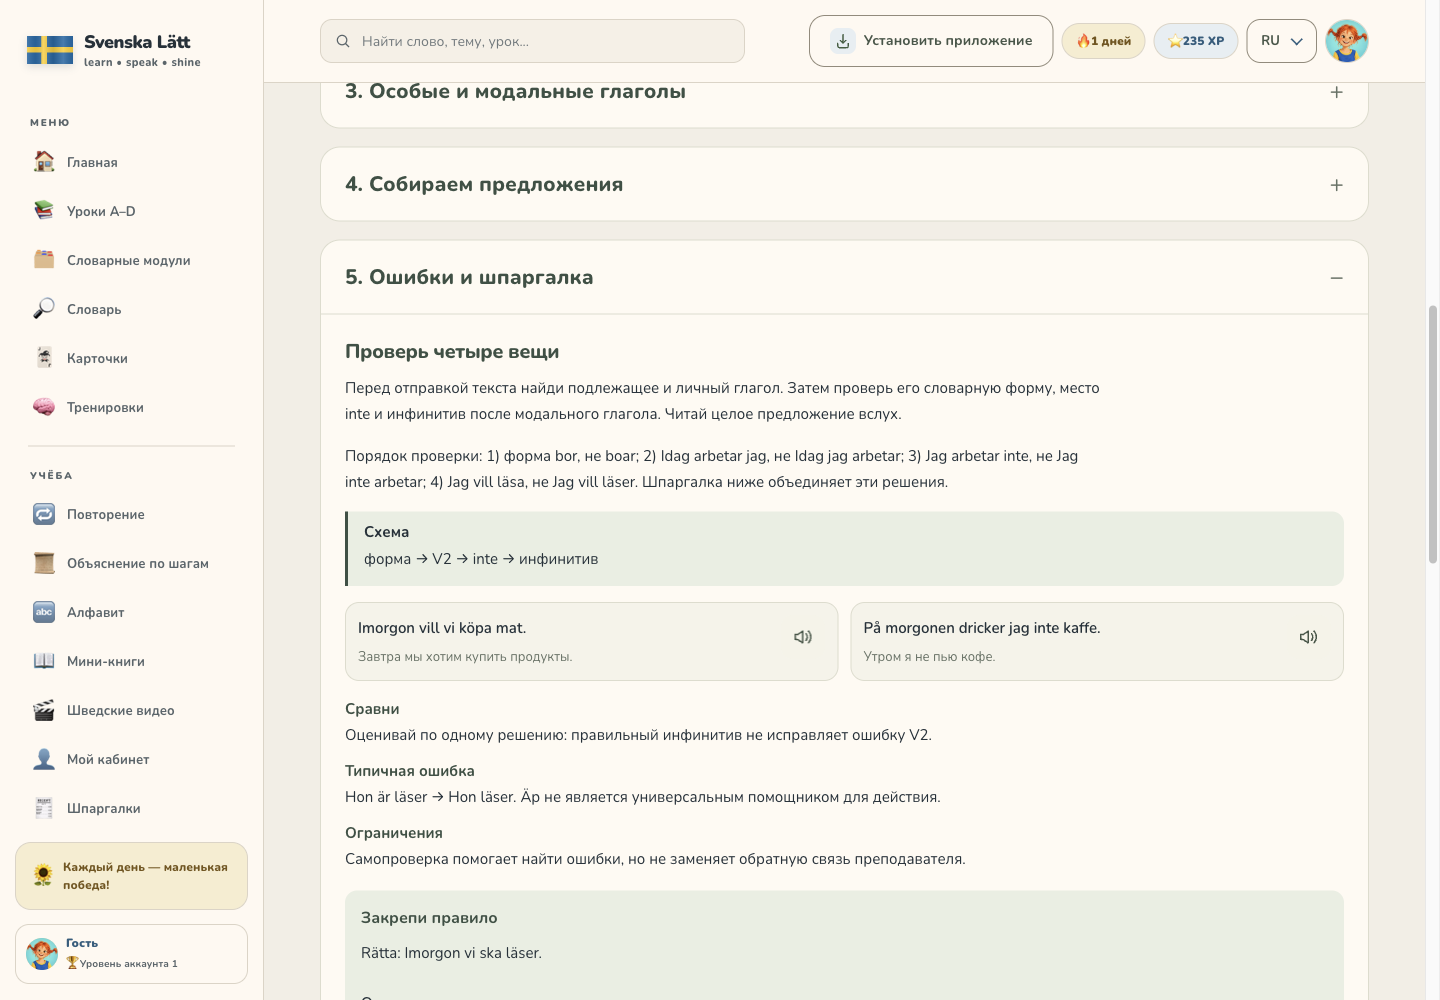 Svenska Lätt
learn • speak • shine
МЕНЮ
Главная
Уроки A–D
Словарные модули
Словарь
Карточки
Тренировки
УЧЁБА
Повторение
Объяснение по шагам
abc
Алфавит
Мини-книги
Шведские видео
Мой кабинет
Шпаргалки
Каждый день — маленькая
победа!
Гость
Уровень аккаунта 1
Найти слово, тему, урок...
Установить приложение
1 дней
235 XP
RU
3. Особые и модальные глаголы
4. Собираем предложения
5. Ошибки и шпаргалка
Проверь четыре вещи
Перед отправкой текста найди подлежащее и личный глагол. Затем проверь его словарную форму, место
inte и инфинитив после модального глагола. Читай целое предложение вслух.
Порядок проверки: 1) форма bor, не boar; 2) Idag arbetar jag, не Idag jag arbetar; 3) Jag arbetar inte, не Jag
inte arbetar; 4) Jag vill läsa, не Jag vill läser. Шпаргалка ниже объединяет эти решения.
Схема
форма → V2 → inte → инфинитив
Imorgon vill vi köpa mat.
Завтра мы хотим купить продукты.
På morgonen dricker jag inte kaffe.
Утром я не пью кофе.
Сравни
Оценивай по одному решению: правильный инфинитив не исправляет ошибку V2.
Типичная ошибка
Hon är läser → Hon läser. Är не является универсальным помощником для действия.
Ограничения
Самопроверка помогает найти ошибки, но не заменяет обратную связь преподавателя.
Закрепи правило
Rätta: Imorgon vi ska läser.